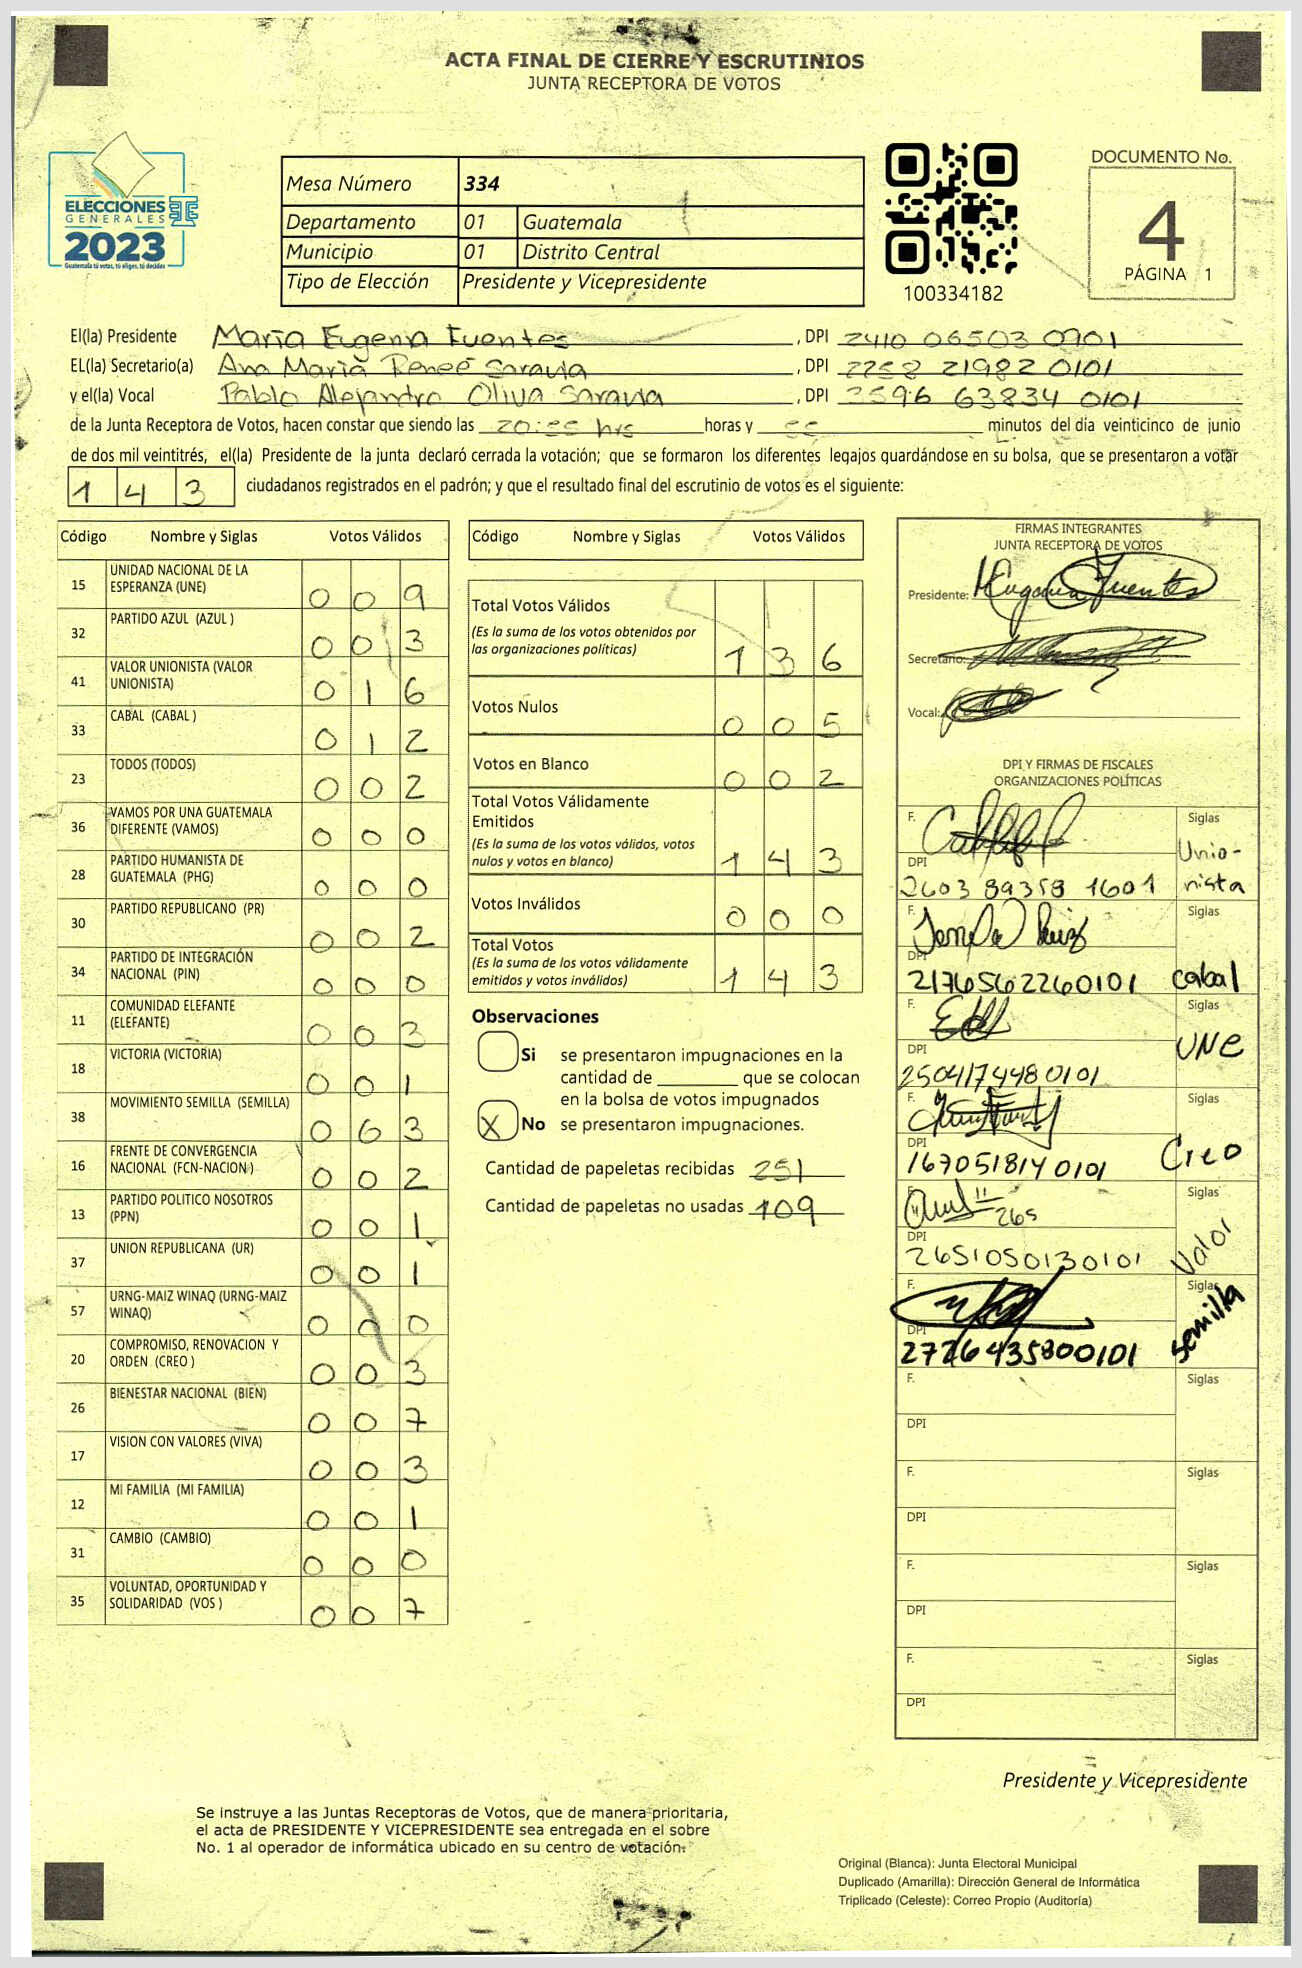 ACTA FINAL DE CIERRE Y ESCRUTINIOS
JUNTA RECEPTORA DE VOTOS
ELECCIONES
GENERALES
2023
Guatemala tú votas, tú eliges, tú decides
Mesa Número 334
Departamento 01 Guatemala
Municipio 01 Distrito Central
Tipo de Elección Presidente y Vicepresidente
100334182
DOCUMENTO No.
4
PÁGINA 1
El(la) Presidente María Eugenia Fuentes, DPI 2410 06503 0901
EL(la) Secretario(a) Ana María Reneé Saravia, DPI 2258 21982 0101
y el(la) Vocal Pablo Alejandro Oliva Saravia, DPI 3596 63834 0101
de la Junta Receptora de Votos, hacen constar que siendo las 20:55 hrs horas y 55 minutos del día veinticinco de junio
de dos mil veintitrés, el(la) Presidente de la junta declaró cerrada la votación; que se formaron los diferentes legajos guardándose en su bolsa, que se presentaron a votar
1 4 3 ciudadanos registrados en el padrón; y que el resultado final del escrutinio de votos es el siguiente:
Código Nombre y Siglas Votos Válidos
15 UNIDAD NACIONAL DE LA ESPERANZA (UNE) 0 0 9
32 PARTIDO AZUL (AZUL ) 0 0 3
41 VALOR UNIONISTA (VALOR UNIONISTA) 0 1 6
33 CABAL (CABAL ) 0 1 2
23 TODOS (TODOS) 0 0 2
36 VAMOS POR UNA GUATEMALA DIFERENTE (VAMOS) 0 0 0
28 PARTIDO HUMANISTA DE GUATEMALA (PHG) 0 0 0
30 PARTIDO REPUBLICANO (PR) 0 0 2
34 PARTIDO DE INTEGRACIÓN NACIONAL (PIN) 0 0 0
11 COMUNIDAD ELEFANTE (ELEFANTE) 0 0 3
18 VICTORIA (VICTORIA) 0 0 1
38 MOVIMIENTO SEMILLA (SEMILLA) 0 6 3
16 FRENTE DE CONVERGENCIA NACIONAL (FCN-NACION ) 0 0 2
13 PARTIDO POLITICO NOSOTROS (PPN) 0 0 1
37 UNION REPUBLICANA (UR) 0 0 1
57 URNG-MAIZ WINAQ (URNG-MAIZ WINAQ) 0 0 0
20 COMPROMISO, RENOVACION Y ORDEN (CREO ) 0 0 3
26 BIENESTAR NACIONAL (BIEN) 0 0 7
17 VISION CON VALORES (VIVA) 0 0 3
12 MI FAMILIA (MI FAMILIA) 0 0 1
31 CAMBIO (CAMBIO) 0 0 0
35 VOLUNTAD, OPORTUNIDAD Y SOLIDARIDAD (VOS ) 0 0 7
Código Nombre y Siglas Votos Válidos
Total Votos Válidos
(Es la suma de los votos obtenidos por
las organizaciones políticas) 1 3 6
Votos Nulos 0 0 5
Votos en Blanco 0 0 2
Total Votos Válidamente
Emitidos
(Es la suma de los votos válidos, votos
nulos y votos en blanco) 1 4 3
Votos Inválidos 0 0 0
Total Votos
(Es la suma de los votos válidamente
emitidos y votos inválidos) 1 4 3
Observaciones
Si se presentaron impugnaciones en la
cantidad de ________ que se colocan
en la bolsa de votos impugnados
X No se presentaron impugnaciones.
Cantidad de papeletas recibidas 251
Cantidad de papeletas no usadas 109
FIRMAS INTEGRANTES
JUNTA RECEPTORA DE VOTOS
Presidente: MEugenia Fuentes
Secretario:
Vocal:
DPI Y FIRMAS DE FISCALES
ORGANIZACIONES POLÍTICAS
F. Siglas
Unio-
nista
DPI
2603 89358 1601
F. Siglas
DPI
2176562260101 cabal
F. Siglas
UNE
DPI
2504174480101
F. Siglas
DPI
1670518140101 Creo
F. Siglas
265
DPI
2651050130101 Valor
F. Siglas
semilla
DPI
2726435800101
F. Siglas
DPI
F. Siglas
DPI
F. Siglas
DPI
F. Siglas
DPI
Presidente y Vicepresidente
Se instruye a las Juntas Receptoras de Votos, que de manera prioritaria,
el acta de PRESIDENTE Y VICEPRESIDENTE sea entregada en el sobre
No. 1 al operador de informática ubicado en su centro de votación.
Original (Blanca): Junta Electoral Municipal
Duplicado (Amarilla): Dirección General de Informática
Triplicado (Celeste): Correo Propio (Auditoría)